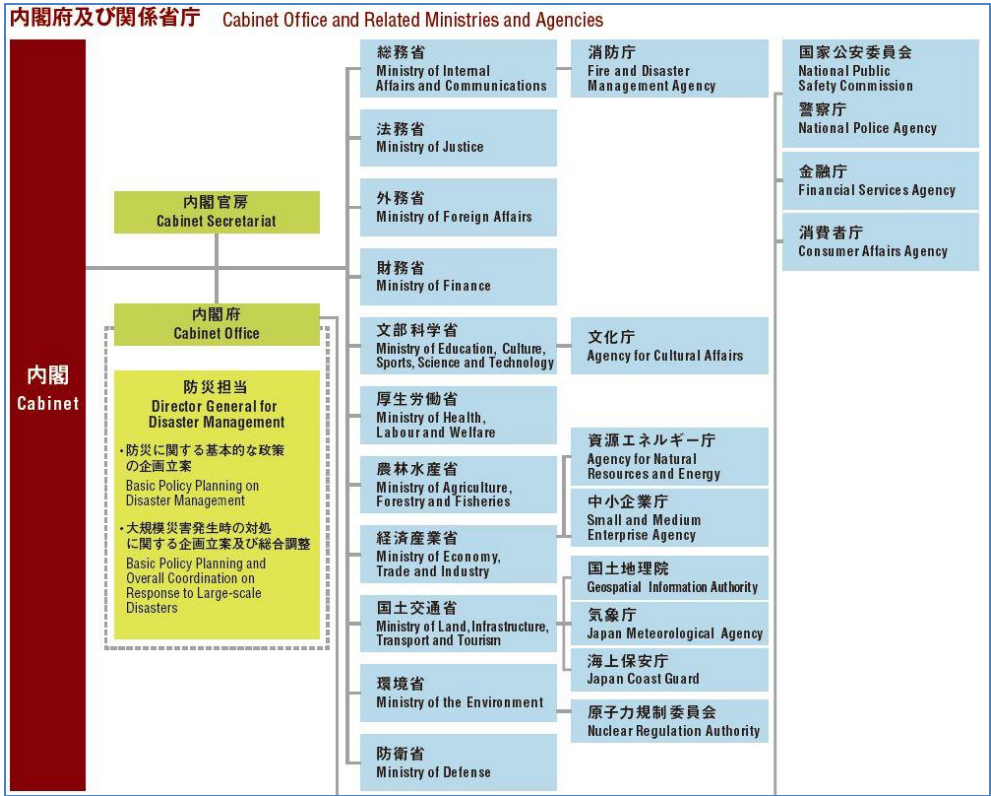 内閣府及び関係省庁 Cabinet Office and Related Ministries and Agencies
内閣
Cabinet
内閣官房
Cabinet Secretariat
内閣府
Cabinet Office
防災担当
Director General for
Disaster Management
・防災に関する基本的な政策
の企画立案
Basic Policy Planning on
Disaster Management
・大規模災害発生時の対処
に関する企画立案及び総合調整
Basic Policy Planning and
Overall Coordination on
Response to Large-scale
Disasters
総務省
Ministry of Internal
Affairs and Communications
法務省
Ministry of Justice
外務省
Ministry of Foreign Affairs
財務省
Ministry of Finance
文部科学省
Ministry of Education, Culture,
Sports, Science and Technology
厚生労働省
Ministry of Health,
Labour and Welfare
農林水産省
Ministry of Agriculture,
Forestry and Fisheries
経済産業省
Ministry of Economy,
Trade and Industry
国土交通省
Ministry of Land, Infrastructure,
Transport and Tourism
環境省
Ministry of the Environment
防衛省
Ministry of Defense
消防庁
Fire and Disaster
Management Agency
文化庁
Agency for Cultural Affairs
資源エネルギー庁
Agency for Natural
Resources and Energy
中小企業庁
Small and Medium
Enterprise Agency
国土地理院
Geospatial Information Authority
気象庁
Japan Meteorological Agency
海上保安庁
Japan Coast Guard
原子力規制委員会
Nuclear Regulation Authority
国家公安委員会
National Public
Safety Commission
警察庁
National Police Agency
金融庁
Financial Services Agency
消費者庁
Consumer Affairs Agency